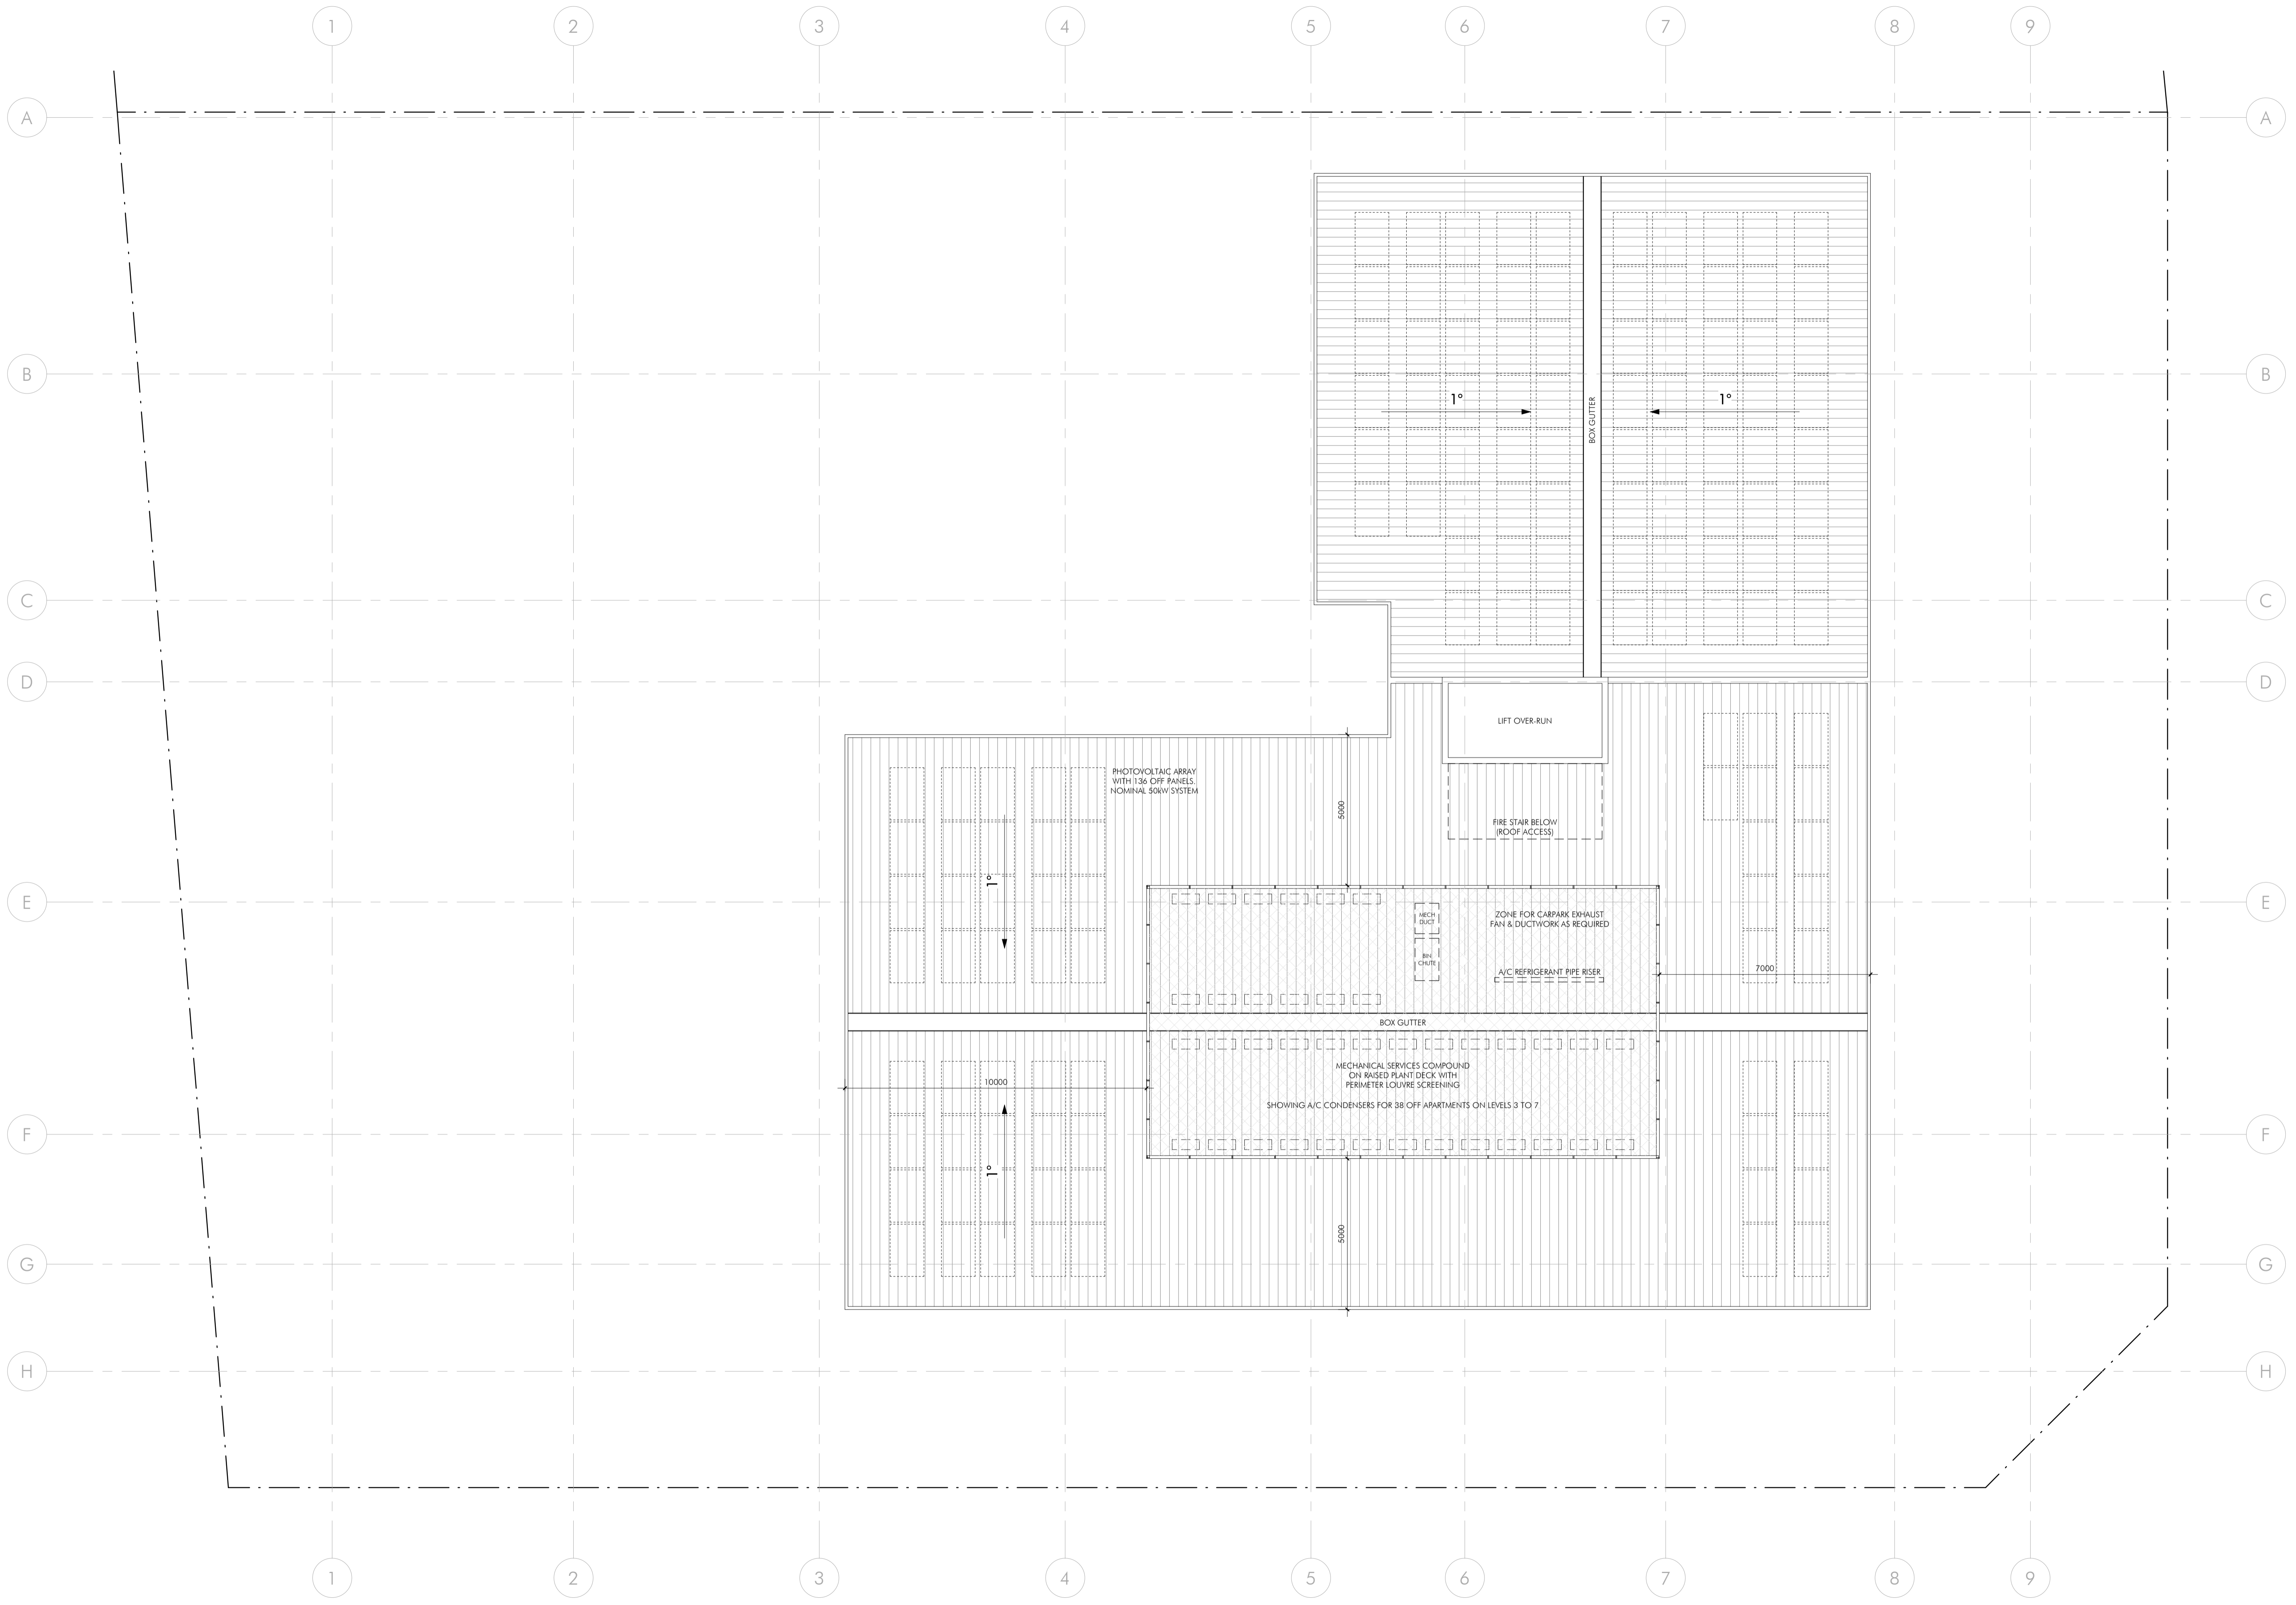 1 2 3 4 5 6 7 8 9
A A
B B
1° 1°
BOX GUTTER
C C
D D
LIFT OVER-RUN
PHOTOVOLTAIC ARRAY
WITH 136 OFF PANELS.
NOMINAL 50kW SYSTEM
5000
FIRE STAIR BELOW
(ROOF ACCESS)
1°
E E
MECH
DUCT
ZONE FOR CARPARK EXHAUST
FAN & DUCTWORK AS REQUIRED
BIN
CHUTE
A/C REFRIGERANT PIPE RISER
7000
BOX GUTTER
10000
MECHANICAL SERVICES COMPOUND
ON RAISED PLANT DECK WITH
PERIMETER LOUVRE SCREENING
SHOWING A/C CONDENSERS FOR 38 OFF APARTMENTS ON LEVELS 3 TO 7
F F
1°
5000
G G
H H
1 2 3 4 5 6 7 8 9